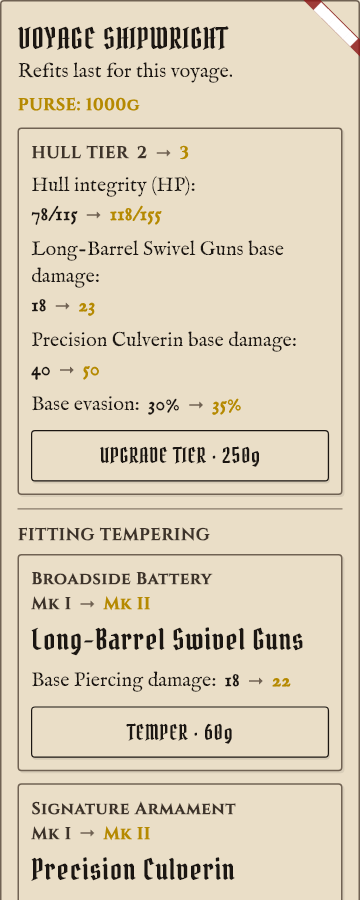 VOYAGE SHIPWRIGHT
Refits last for this voyage.
PURSE: 1000G
HULL TIER 2 → 3
Hull integrity (HP):
78/115 → 118/155
Long-Barrel Swivel Guns base
damage:
18 → 23
Precision Culverin base damage:
40 → 50
Base evasion: 30% → 35%
UPGRADE TIER · 250g
FITTING TEMPERING
BROADSIDE BATTERY
MK I → MK II
Long-Barrel Swivel Guns
Base Piercing damage: 18 → 22
TEMPER · 60g
SIGNATURE ARMAMENT
MK I → MK II
Precision Culverin